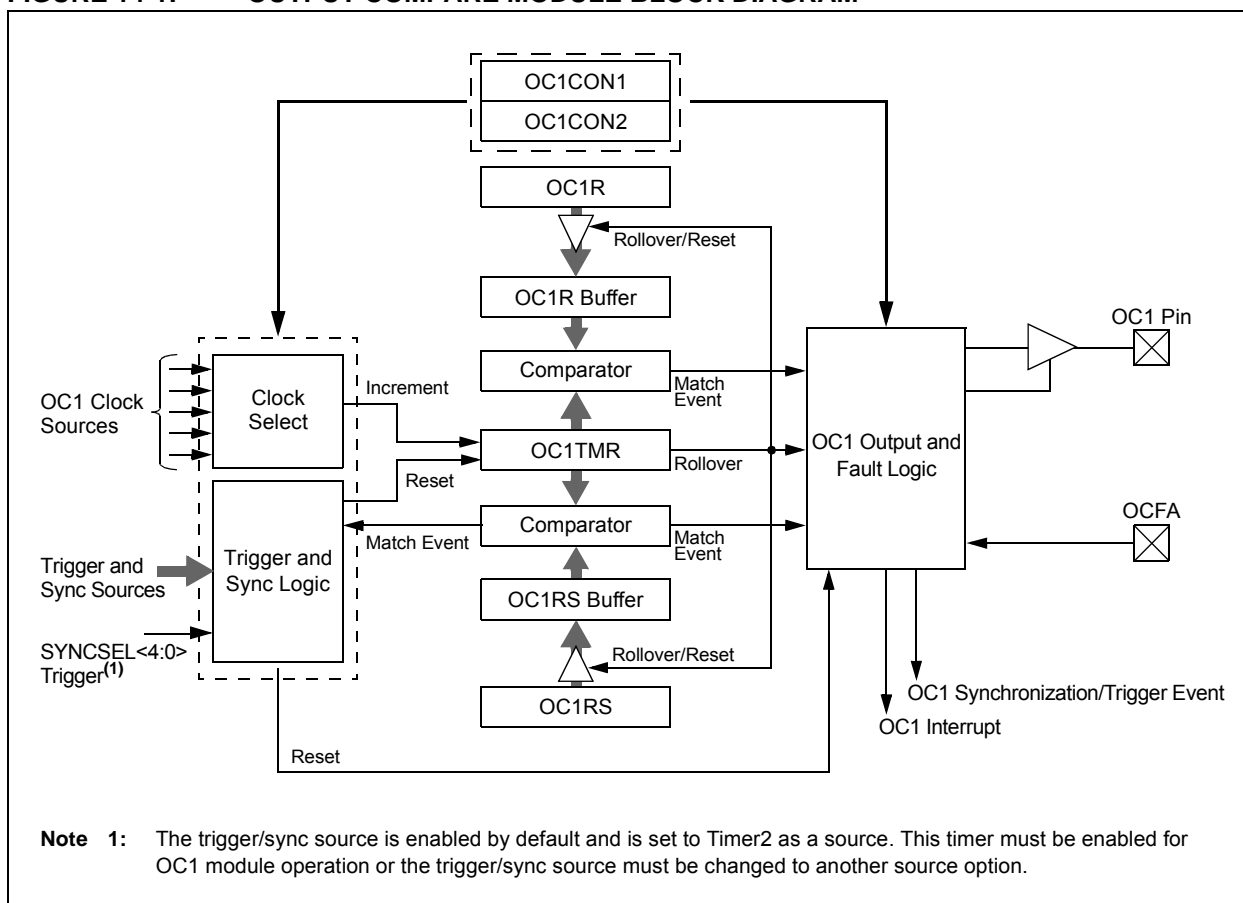 OC1CON1
OC1CON2
OC1R
Rollover/Reset
OC1R Buffer
OC1 Pin
Comparator
Match
Event
Increment
OC1 Clock
Sources
Clock
Select
OC1TMR
Rollover
OC1 Output and
Fault Logic
Reset
Comparator
Match Event
Match
Event
OCFA
Trigger and
Sync Sources
Trigger and
Sync Logic
OC1RS Buffer
SYNCSEL<4:0>
Trigger(1)
Rollover/Reset
OC1RS
OC1 Synchronization/Trigger Event
OC1 Interrupt
Reset
Note 1: The trigger/sync source is enabled by default and is set to Timer2 as a source. This timer must be enabled for
OC1 module operation or the trigger/sync source must be changed to another source option.